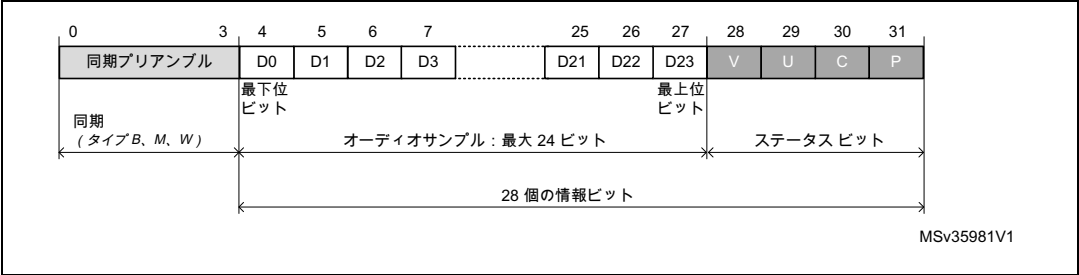 0 3 4 5 6 7 25 26 27 28 29 30 31
同期プリアンブル D0 D1 D2 D3 D21 D22 D23 V U C P
最下位 最上位
ビット ビット
同期
(タイプ B、M、W) オーディオサンプル：最大 24 ビット ステータス ビット
28 個の情報ビット
MSv35981V1